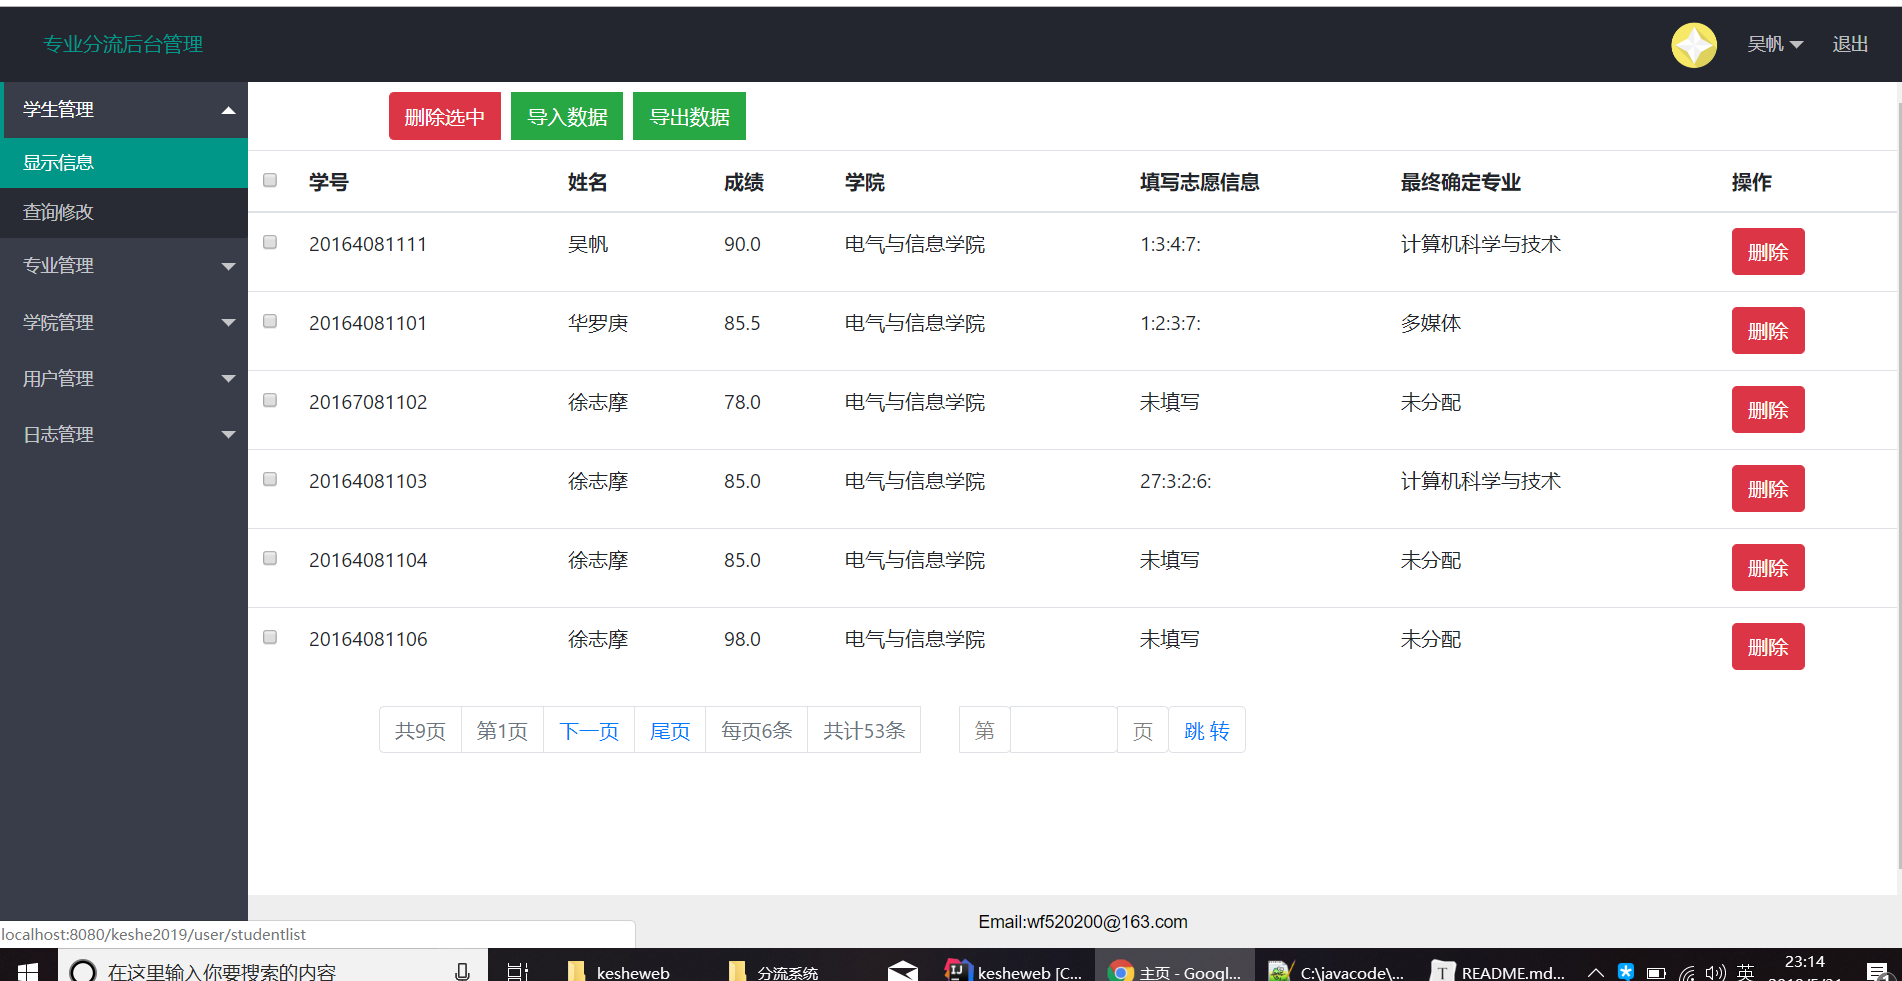 专业分流后台管理
吴帆
退出
学生管理
显示信息
查询修改
专业管理
学院管理
用户管理
日志管理
删除选中 导入数据 导出数据
学号 姓名 成绩 学院 填写志愿信息 最终确定专业 操作
20164081111 吴帆 90.0 电气与信息学院 1:3:4:7: 计算机科学与技术 删除
20164081101 华罗庚 85.5 电气与信息学院 1:2:3:7: 多媒体 删除
20167081102 徐志摩 78.0 电气与信息学院 未填写 未分配 删除
20164081103 徐志摩 85.0 电气与信息学院 27:3:2:6: 计算机科学与技术 删除
20164081104 徐志摩 85.0 电气与信息学院 未填写 未分配 删除
20164081106 徐志摩 98.0 电气与信息学院 未填写 未分配 删除
共9页 第1页 下一页 尾页 每页6条 共计53条 第 页 跳 转
Email:wf520200@163.com
localhost:8080/keshe2019/user/studentlist
在这里输入你要搜索的内容
kesheweb
分流系统
kesheweb [C...
主页 - Googl...
C:\javacode\...
README.md...
英
23:14